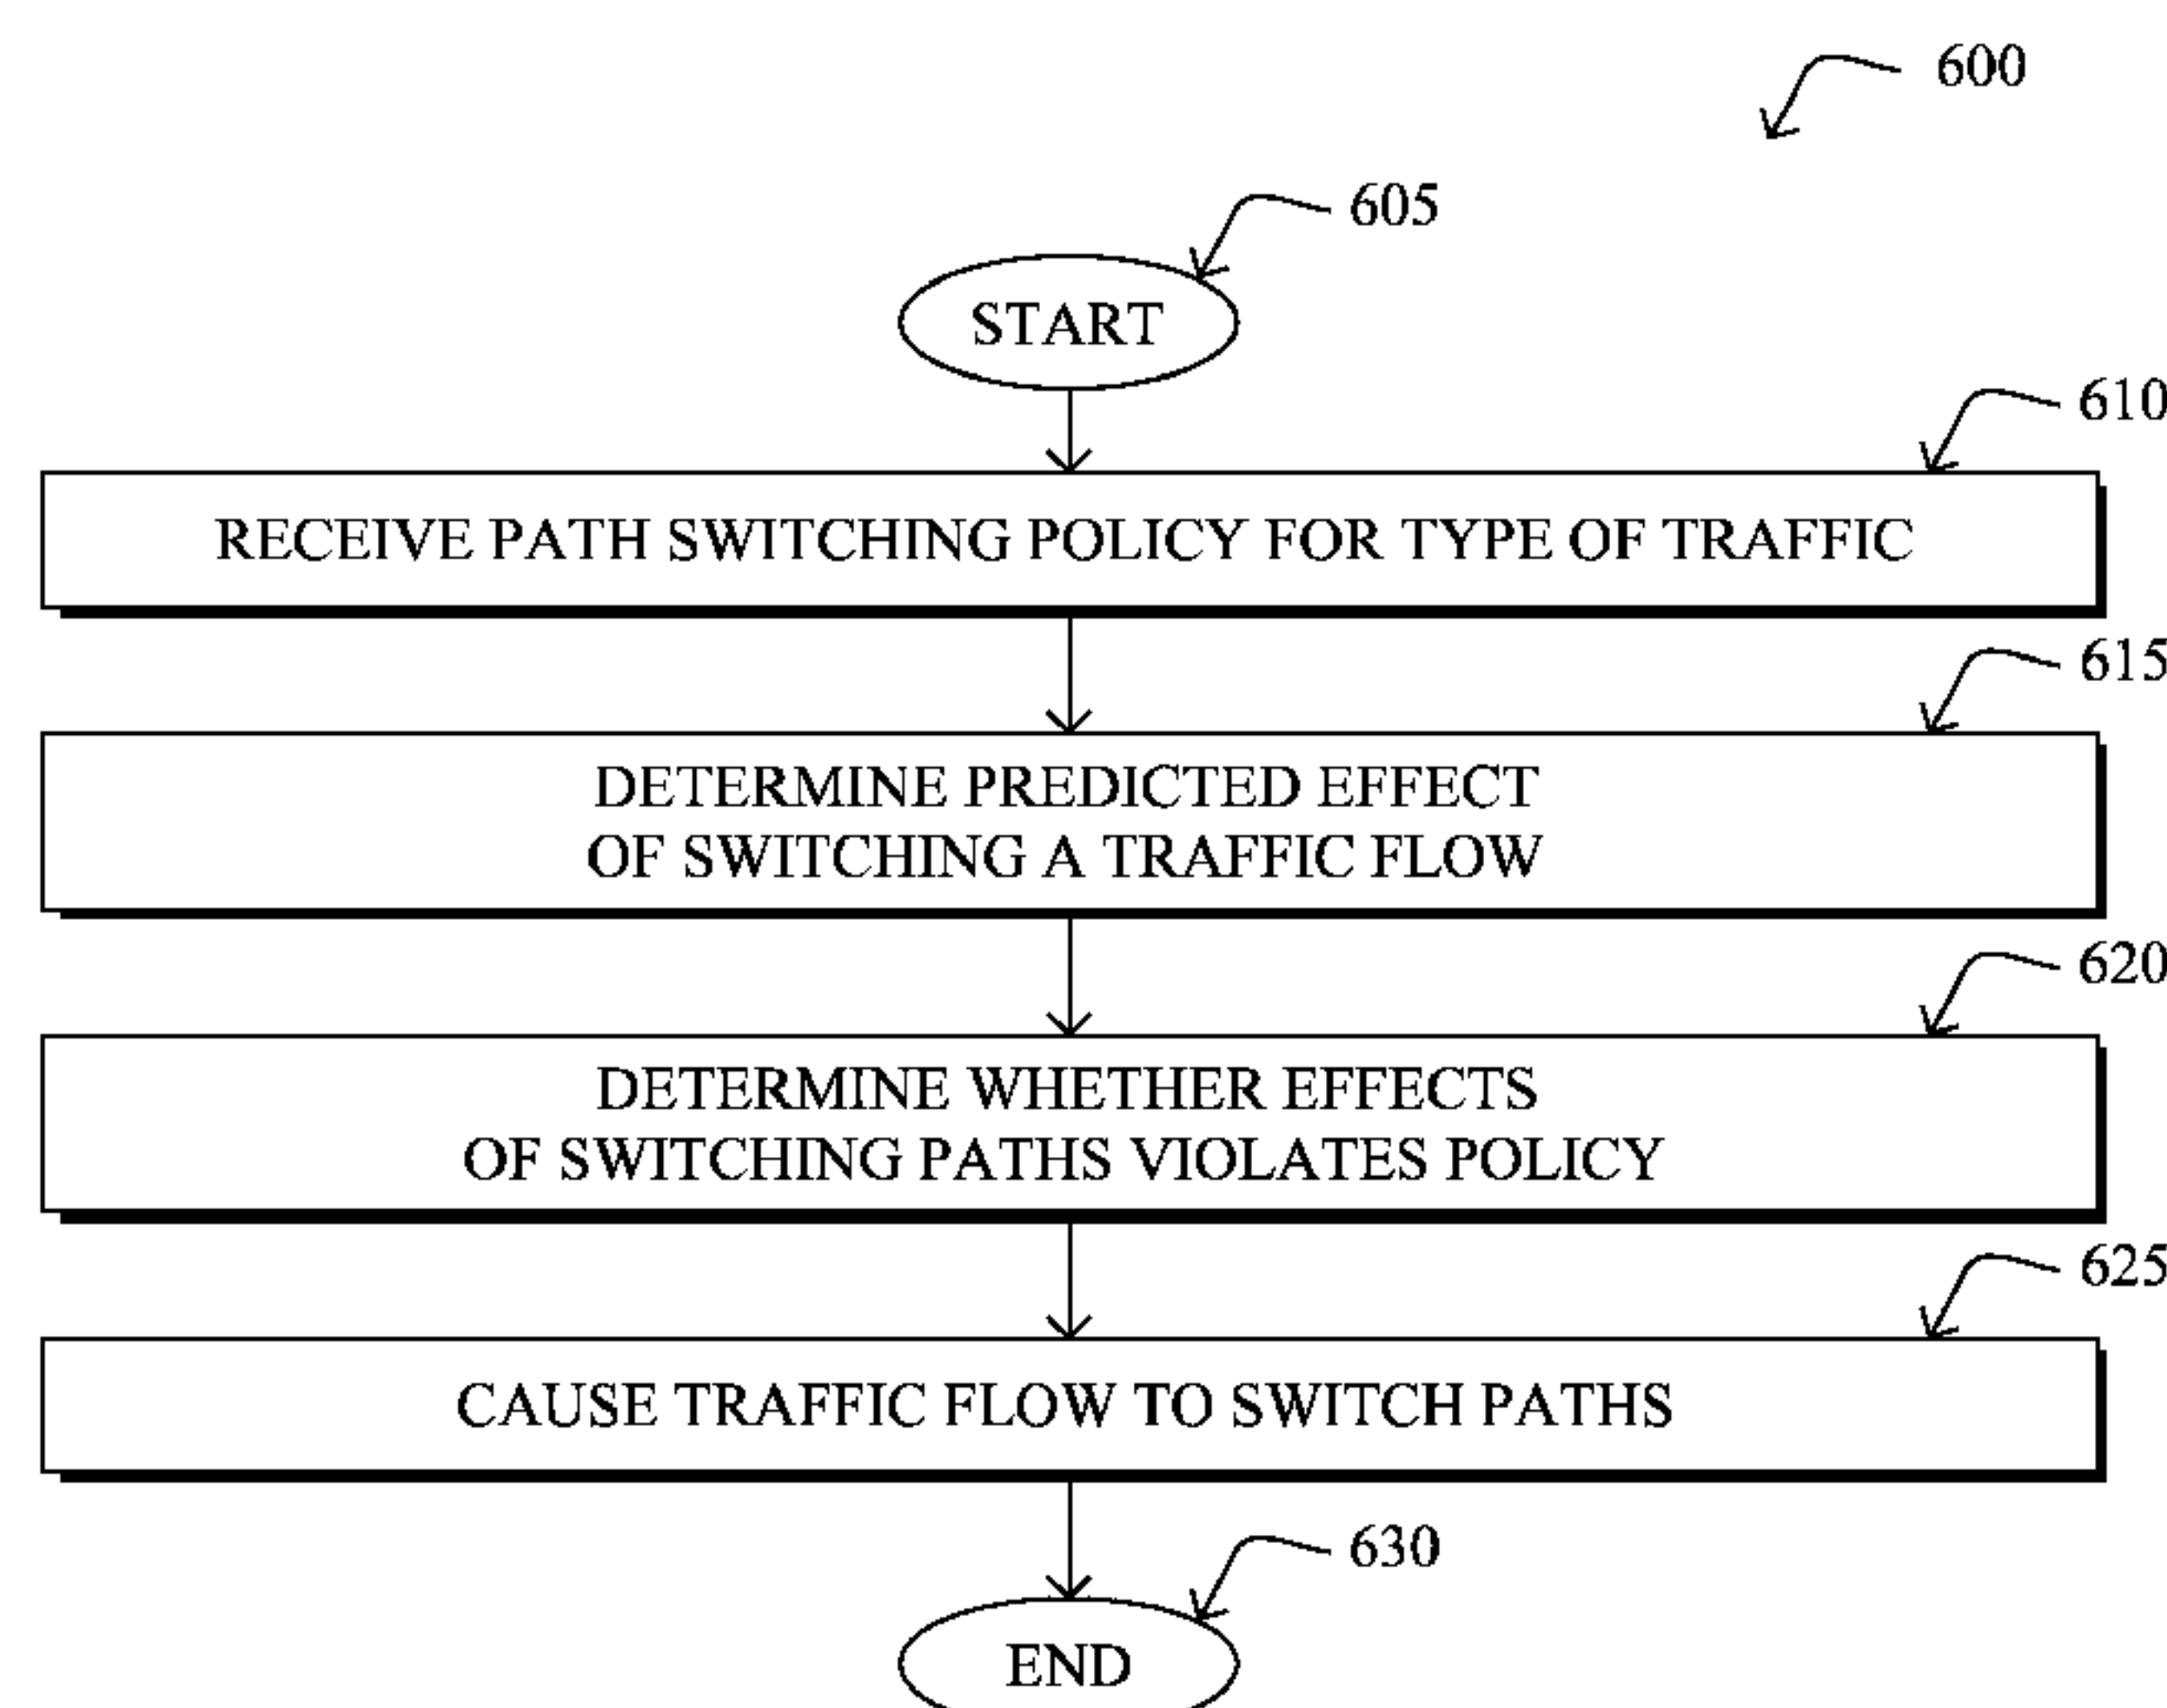 600
605
START
610
RECEIVE PATH SWITCHING POLICY FOR TYPE OF TRAFFIC
615
DETERMINE PREDICTED EFFECT
OF SWITCHING A TRAFFIC FLOW
620
DETERMINE WHETHER EFFECTS
OF SWITCHING PATHS VIOLATES POLICY
625
CAUSE TRAFFIC FLOW TO SWITCH PATHS
630
END